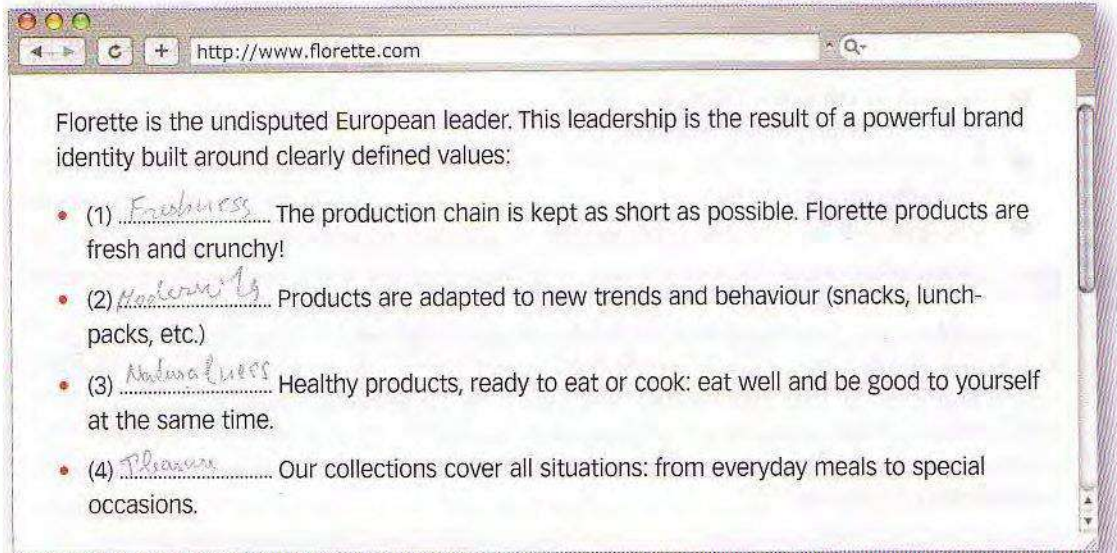 http://www.florette.com
Florette is the undisputed European leader. This leadership is the result of a powerful brand
identity built around clearly defined values:
• (1) Freshness The production chain is kept as short as possible. Florette products are
fresh and crunchy!
• (2) Modernity Products are adapted to new trends and behaviour (snacks, lunch-
packs, etc.)
• (3) Naturalness Healthy products, ready to eat or cook: eat well and be good to yourself
at the same time.
• (4) Pleasure Our collections cover all situations: from everyday meals to special
occasions.